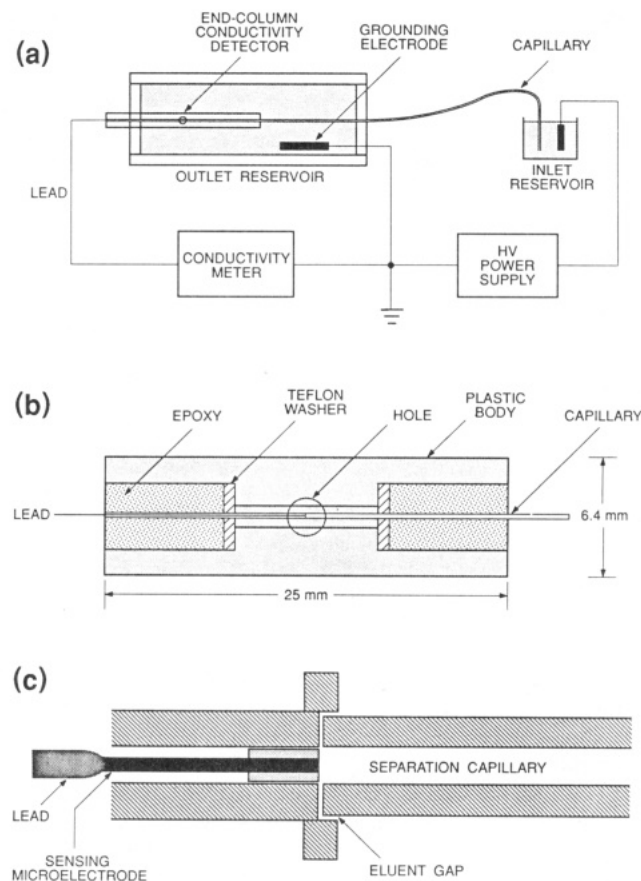 (a)
END-COLUMN
CONDUCTIVITY
DETECTOR
GROUNDING
ELECTRODE
CAPILLARY
OUTLET RESERVOIR
INLET
RESERVOIR
LEAD
CONDUCTIVITY
METER
HV
POWER
SUPPLY
(b)
EPOXY
TEFLON
WASHER
HOLE
PLASTIC
BODY
CAPILLARY
LEAD
6.4 mm
25 mm
(c)
SEPARATION CAPILLARY
LEAD
SENSING
MICROELECTRODE
ELUENT GAP